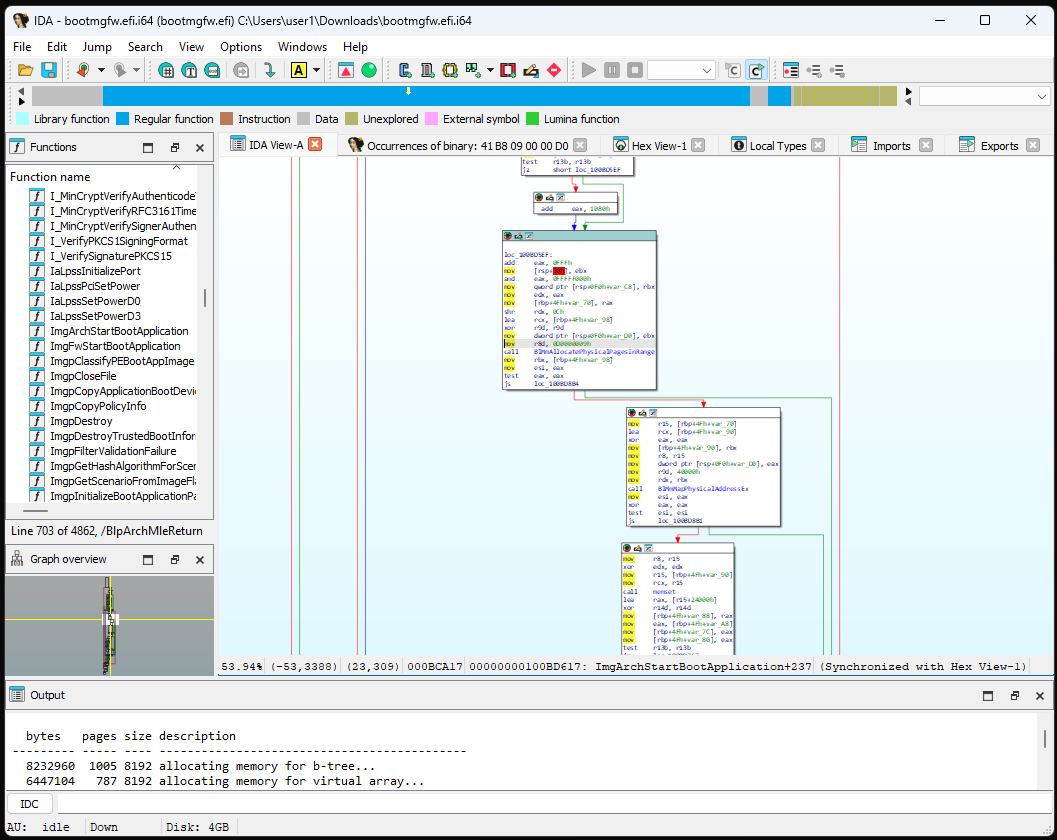 IDA - bootmgfw.efi.i64 (bootmgfw.efi) C:\Users\user1\Downloads\bootmgfw.efi.i64
File Edit Jump Search View Options Windows Help
Library function Regular function Instruction Data Unexplored External symbol Lumina function
Functions
Function name
I_MinCryptVerifyAuthenticode
I_MinCryptVerifyRFC3161Time
I_MinCryptVerifySignerAuthen
I_VerifyPKCS1SigningFormat
I_VerifySignaturePKCS15
IaLpssInitializePort
IaLpssPciSetPower
IaLpssSetPowerD0
IaLpssSetPowerD3
ImgArchStartBootApplication
ImgFwStartBootApplication
ImgpClassifyPEBootAppImage
ImgpCloseFile
ImgpCopyApplicationBootDevi
ImgpCopyPolicyInfo
ImgpDestroy
ImgpDestroyTrustedBootInfor
ImgpFilterValidationFailure
ImgpGetHashAlgorithmForScer
ImgpGetScenarioFromImageFla
ImgpInitializeBootApplicationPa
Line 703 of 4862, /BlpArchMleReturn
Graph overview
IDA View-A Occurrences of binary: 41 B8 09 00 00 D0 Hex View-1 Local Types Imports Exports
test r13b, r13b
jz short loc_100BD5EF
add eax, 1080h
loc_100BD5EF:
add eax, 0FFFh
mov [rsp+ ], ebx
and eax, 0FFFFF000h
mov qword ptr [rsp+0F0h+var_C8], rbx
mov edx, eax
mov [rbp+4Fh+var_70], rax
shr rdx, 0Ch
lea rcx, [rbp+4Fh+var_98]
xor r9d, r9d
mov dword ptr [rsp+0F0h+var_D0], ebx
mov r8d, 0D0000009h
call BlMmAllocatePhysicalPagesInRange
mov rbx, [rbp+4Fh+var_98]
mov esi, eax
test eax, eax
js loc_100BD8B4
mov r15, [rbp+4Fh+var_70]
lea rcx, [rbp+4Fh+var_90]
xor eax, eax
mov [rbp+4Fh+var_90], rbx
mov r8, r15
mov dword ptr [rsp+0F0h+var_D0], eax
mov r9d, 40000h
mov rdx, rbx
call BlMmMapPhysicalAddressEx
mov esi, eax
xor eax, eax
test esi, esi
js loc_100BD8B1
mov r8, r15
xor edx, edx
mov r15, [rbp+4Fh+var_90]
mov rcx, r15
call memset
lea rax, [r15+24000h]
xor r14d, r14d
mov [rbp+4Fh+var_88], rax
mov eax, [rbp+4Fh+var_A8]
mov [rbp+4Fh+var_7C], eax
mov [rbp+4Fh+var_80], eax
test r13b, r13b
53.94% (-53,3388) (23,309) 000BCA17 00000000100BD617: ImgArchStartBootApplication+237 (Synchronized with Hex View-1)
Output
bytes pages size description
--------- ----- ---- --------------------------------------------
8232960 1005 8192 allocating memory for b-tree...
6447104 787 8192 allocating memory for virtual array...
IDC
AU: idle Down Disk: 4GB